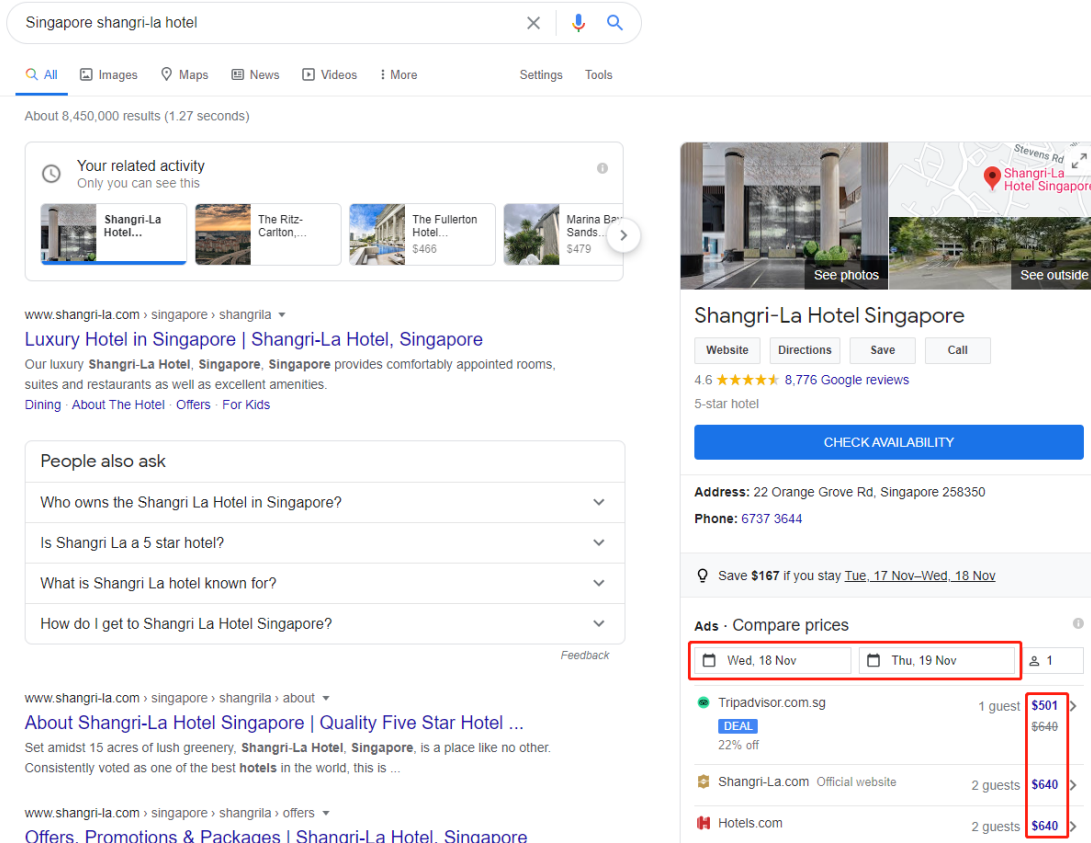 Singapore shangri-la hotel
All Images Maps News Videos More Settings Tools
About 8,450,000 results (1.27 seconds)
Your related activity
Only you can see this
Shangri-La
Hotel...
The Ritz-
Carlton,...
The Fullerton
Hotel...
$466
Marina Bay
Sands...
$479
www.shangri-la.com › singapore › shangrila
Luxury Hotel in Singapore | Shangri-La Hotel, Singapore
Our luxury Shangri-La Hotel, Singapore, Singapore provides comfortably appointed rooms,
suites and restaurants as well as excellent amenities.
Dining · About The Hotel · Offers · For Kids
People also ask
Who owns the Shangri La Hotel in Singapore?
Is Shangri La a 5 star hotel?
What is Shangri La hotel known for?
How do I get to Shangri La Hotel Singapore?
Feedback
www.shangri-la.com › singapore › shangrila › about
About Shangri-La Hotel Singapore | Quality Five Star Hotel ...
Set amidst 15 acres of lush greenery, Shangri-La Hotel, Singapore, is a place like no other.
Consistently voted as one of the best hotels in the world, this is ...
www.shangri-la.com › singapore › shangrila › offers
Offers, Promotions & Packages | Shangri-La Hotel, Singapore
Stevens Rd
Shangri-La
Hotel Singapore
See photos
See outside
Shangri-La Hotel Singapore
Website Directions Save Call
4.6 8,776 Google reviews
5-star hotel
CHECK AVAILABILITY
Address: 22 Orange Grove Rd, Singapore 258350
Phone: 6737 3644
Save $167 if you stay Tue, 17 Nov–Wed, 18 Nov
Ads · Compare prices
Wed, 18 Nov Thu, 19 Nov 1
Tripadvisor.com.sg 1 guest $501
DEAL $640
22% off
Shangri-La.com Official website 2 guests $640
Hotels.com 2 guests $640